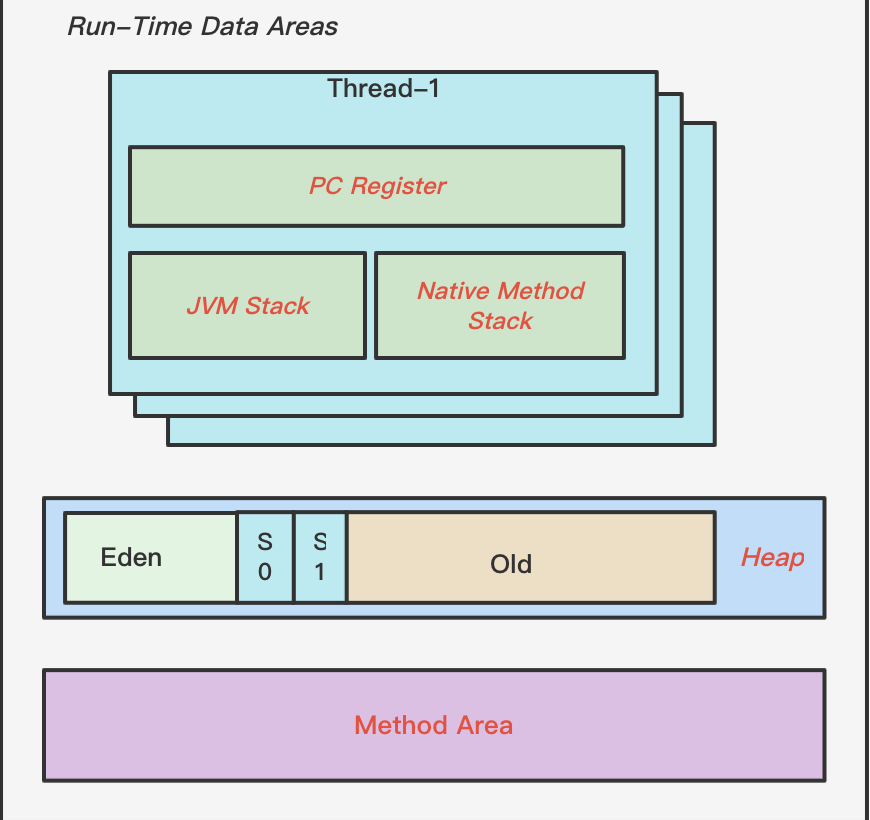 Run–Time Data Areas
Thread–1
PC Register
JVM Stack
Native Method
Stack
Eden
S
0
S
1
Old
Heap
Method Area